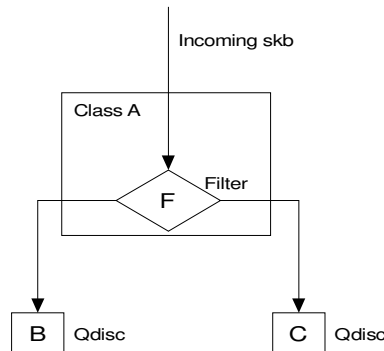 Incoming skb
Class A
Filter
F
B
Qdisc
C
Qdisc